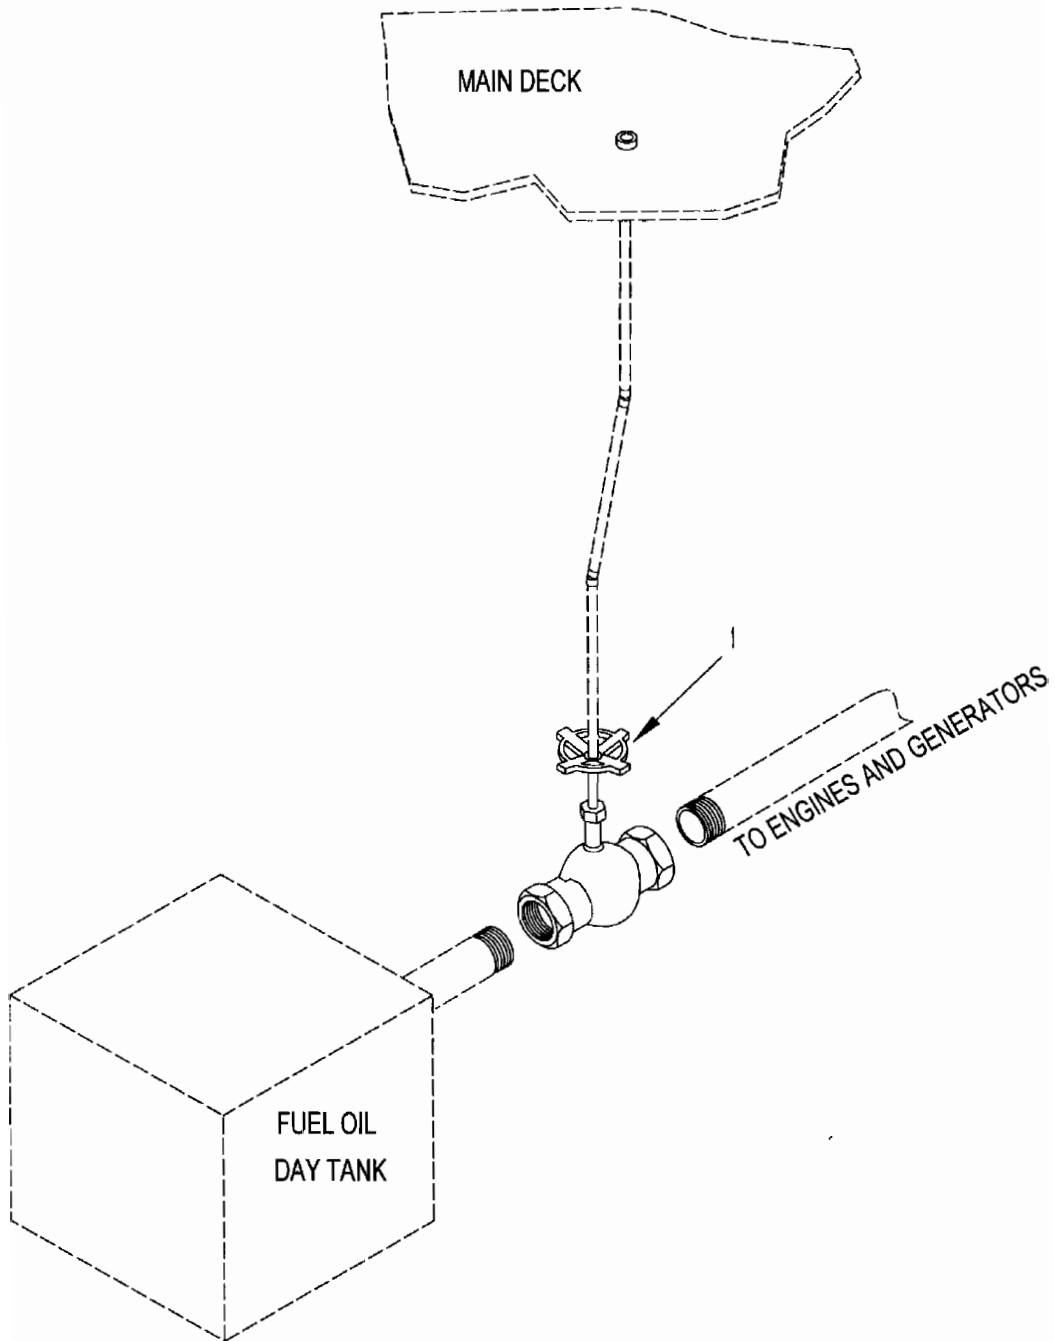 MAIN DECK
1
TO ENGINES AND GENERATORS
FUEL OIL
DAY TANK